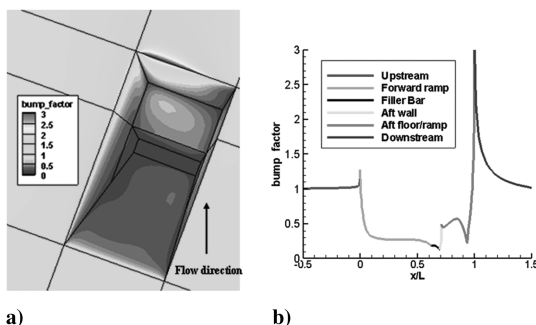 bump_factor
3
2.5
2
1.5
1
0.5
0
Flow direction
a)
bump factor
3
2.5
2
1.5
1
0.5
0
Upstream
Forward ramp
Filler Bar
Aft wall
Aft floor/ramp
Downstream
-0.5
0
0.5
1
1.5
x/L
b)